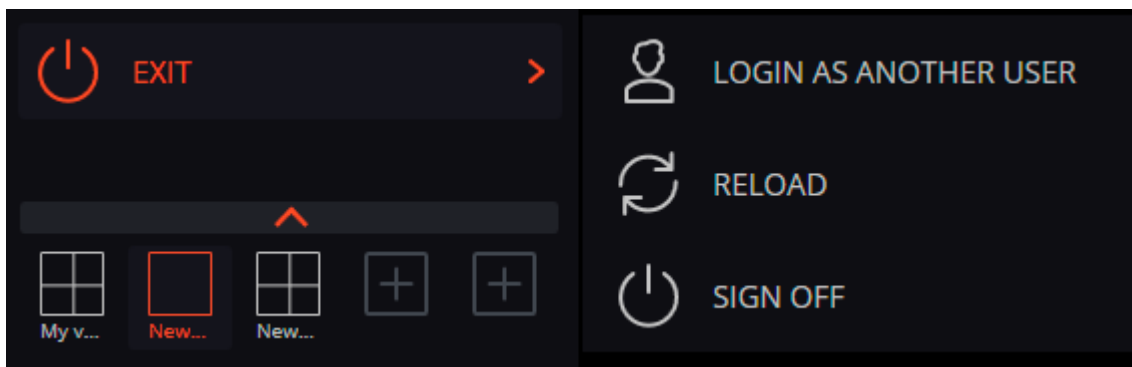 EXIT
My v...
New...
New...
LOGIN AS ANOTHER USER
RELOAD
SIGN OFF